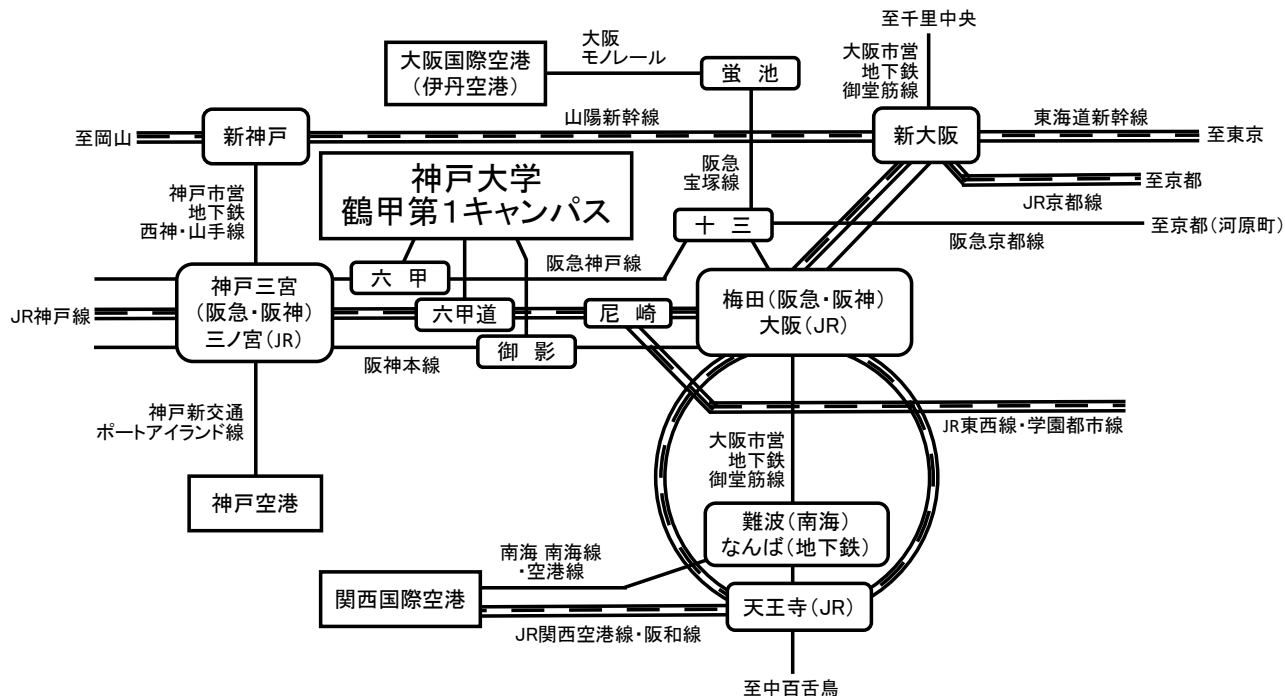 至千里中央
大阪
モノレール
大阪国際空港
(伊丹空港)
蛍 池
大阪市営
地下鉄
御堂筋線
至岡山
新神戸
山陽新幹線
新大阪
東海道新幹線
至東京
神戸大学
鶴甲第1キャンパス
阪急
宝塚線
至京都
JR京都線
神戸市営
地下鉄
西神・山手線
十 三
至京都(河原町)
阪急京都線
六 甲
阪急神戸線
神戸三宮
(阪急・阪神)
三ノ宮(JR)
JR神戸線
六甲道
尼 崎
梅田(阪急・阪神)
大阪(JR)
御 影
阪神本線
神戸新交通
ポートアイランド線
JR東西線・学園都市線
大阪市営
地下鉄
御堂筋線
神戸空港
難波(南海)
なんば(地下鉄)
南海 南海線
・空港線
関西国際空港
天王寺(JR)
JR関西空港線・阪和線
至中百舌鳥